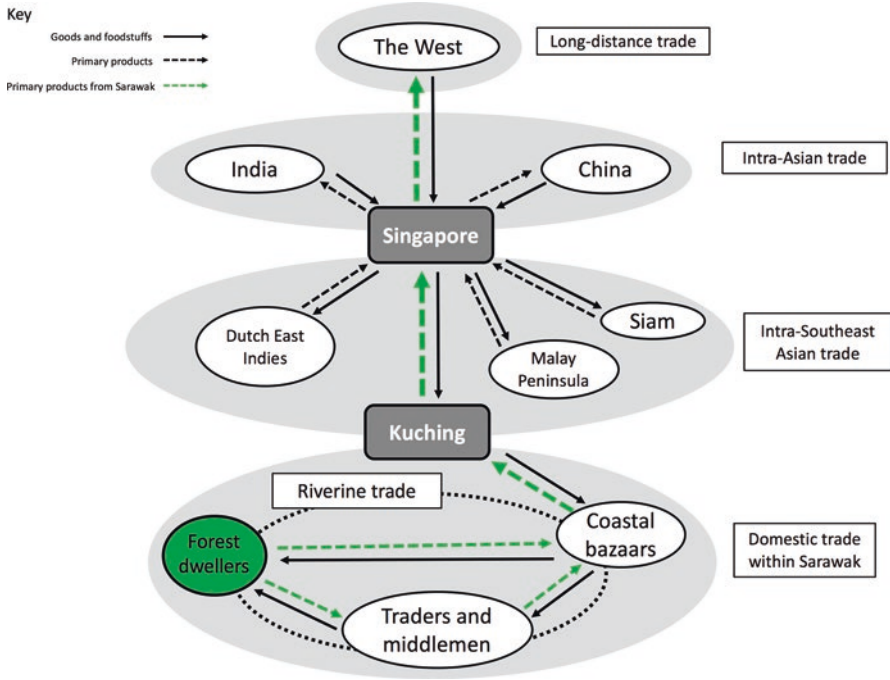 Key
Goods and foodstuffs
Primary products
Primary products from Sarawak
The West
Long-distance trade
India
China
Intra-Asian trade
Singapore
Dutch East
Indies
Malay
Peninsula
Siam
Intra-Southeast
Asian trade
Kuching
Riverine trade
Forest
dwellers
Coastal
bazaars
Domestic trade
within Sarawak
Traders and
middlemen